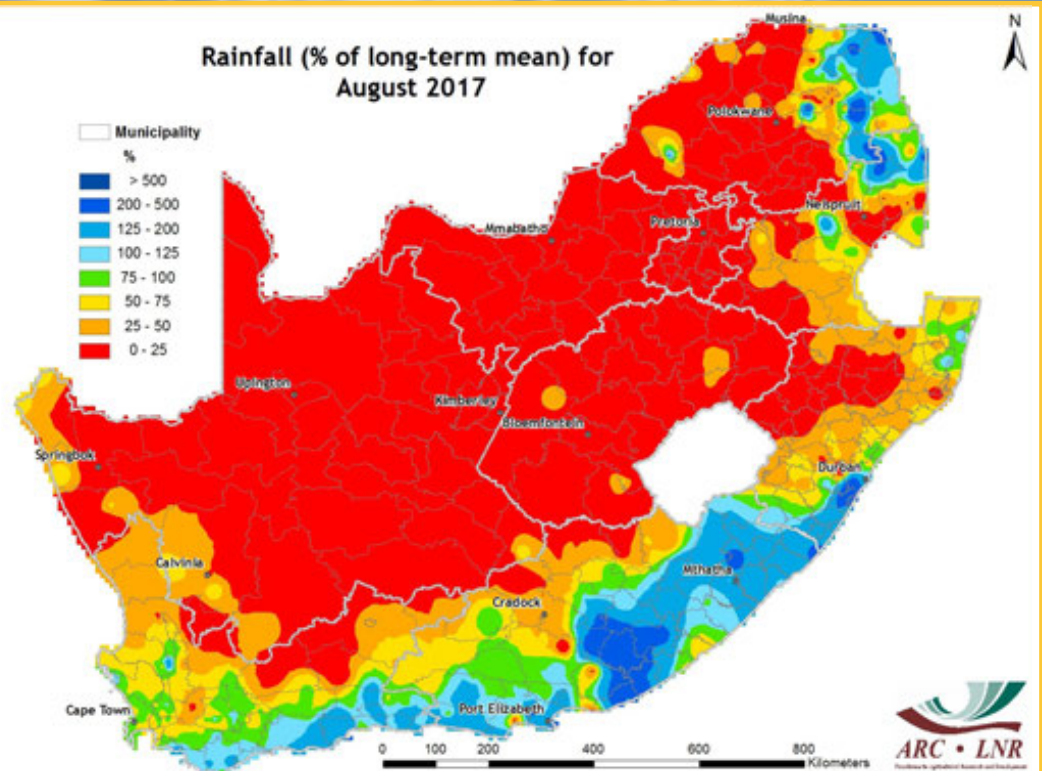 Rainfall (% of long-term mean) for
August 2017
N
Municipality
%
> 500
200 - 500
125 - 200
100 - 125
75 - 100
50 - 75
25 - 50
0 - 25
Musina
Polokwane
Nelspruit
Pretoria
Mmabatho
Upington
Kimberley
Bloemfontein
Springbok
Durban
Calvinia
Mthatha
Cradock
Cape Town
Port Elizabeth
0 100 200 400 600 800
Kilometers
ARC • LNR